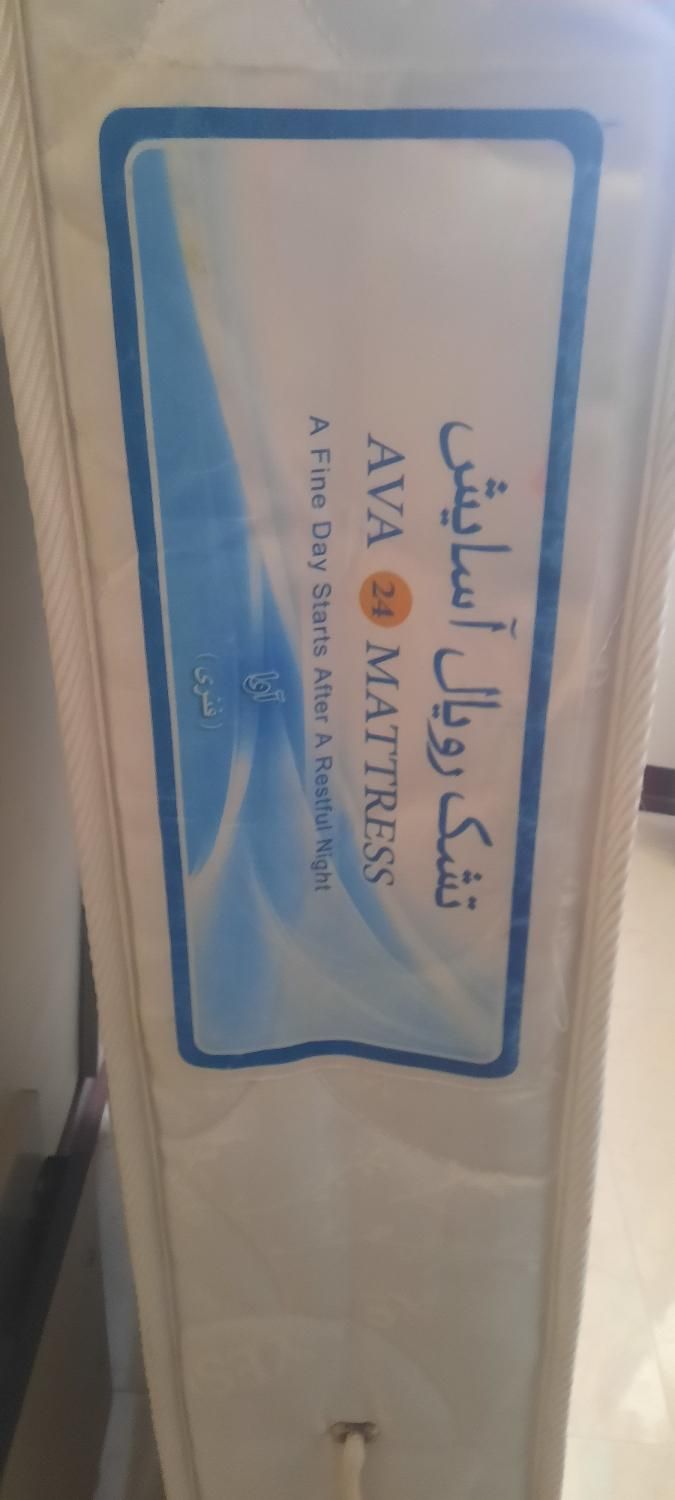 تشک رویال آسایش
AVA 24 MATTRESS
A Fine Day Starts After A Restful Night
آوا
( فنری )